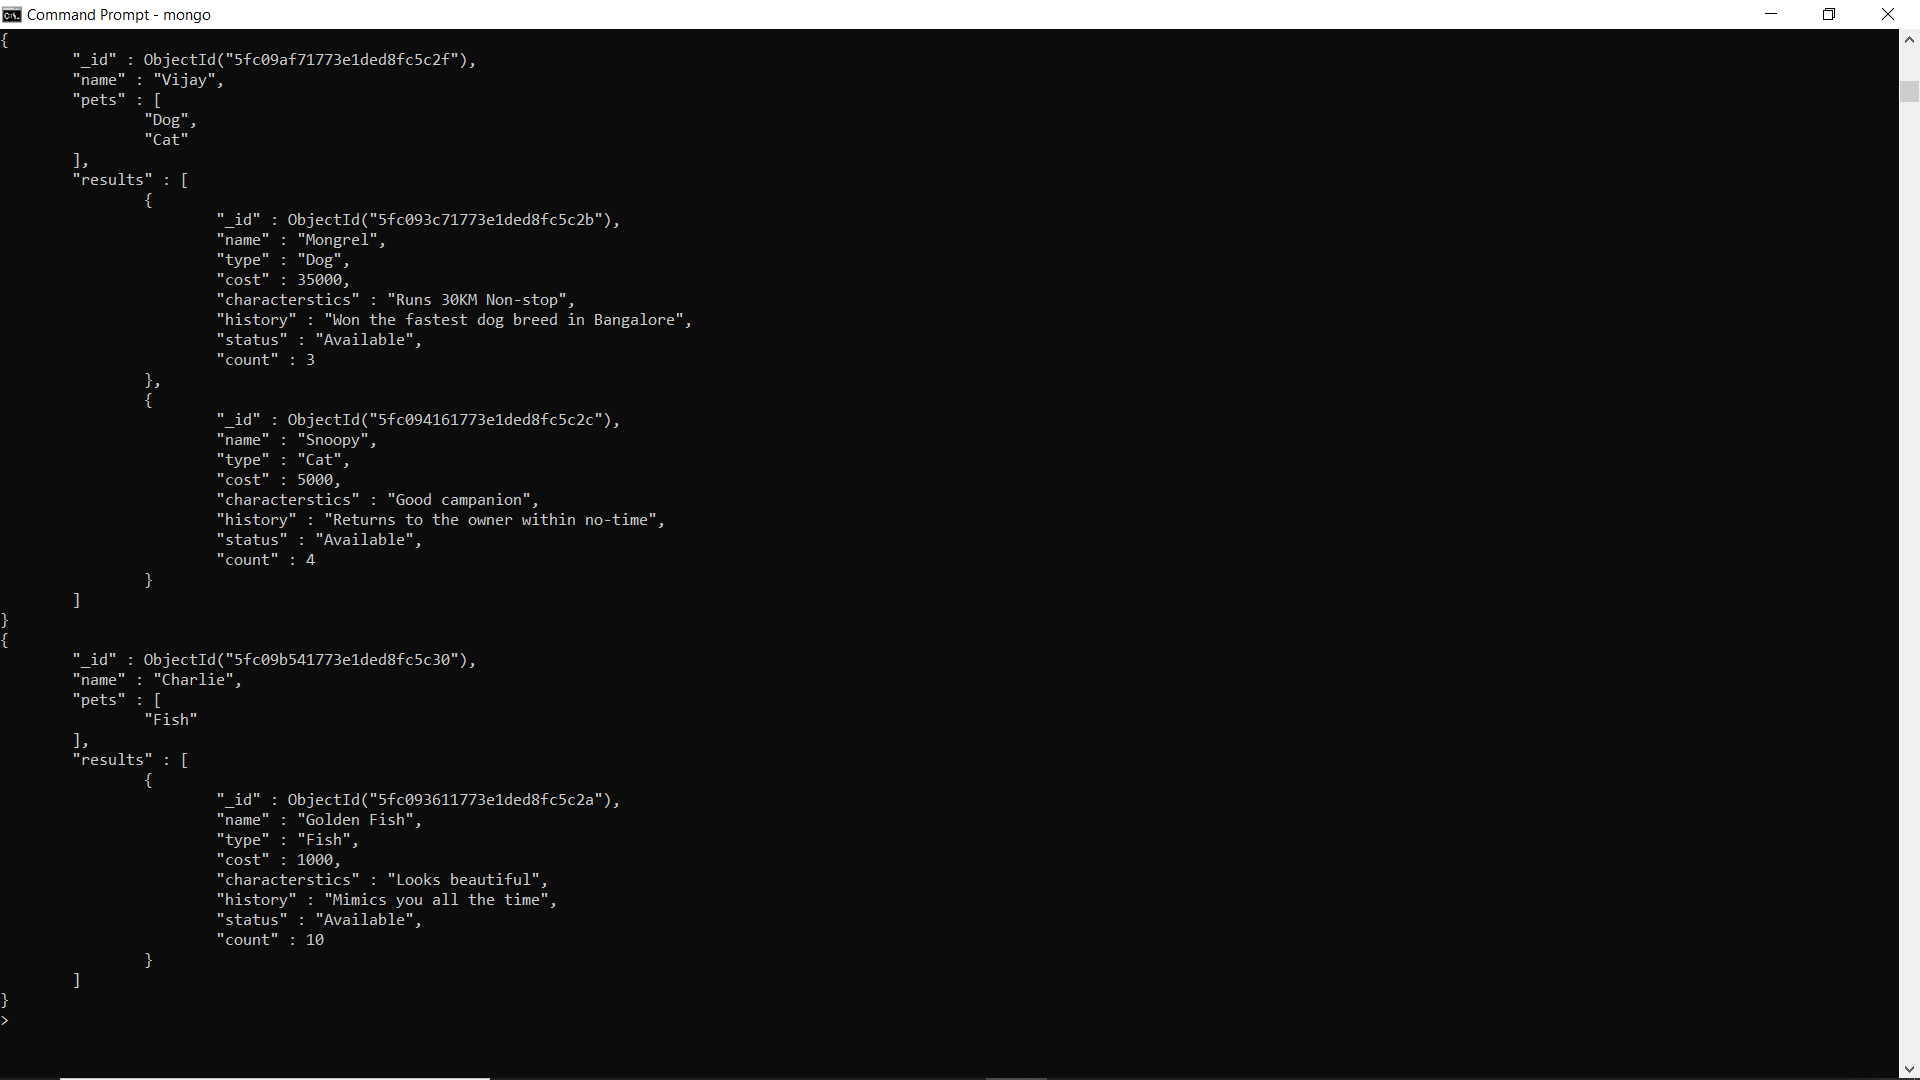 Command Prompt - mongo
{
"_id" : ObjectId("5fc09af71773e1ded8fc5c2f"),
"name" : "Vijay",
"pets" : [
"Dog",
"Cat"
],
"results" : [
{
"_id" : ObjectId("5fc093c71773e1ded8fc5c2b"),
"name" : "Mongrel",
"type" : "Dog",
"cost" : 35000,
"characterstics" : "Runs 30KM Non-stop",
"history" : "Won the fastest dog breed in Bangalore",
"status" : "Available",
"count" : 3
},
{
"_id" : ObjectId("5fc094161773e1ded8fc5c2c"),
"name" : "Snoopy",
"type" : "Cat",
"cost" : 5000,
"characterstics" : "Good campanion",
"history" : "Returns to the owner within no-time",
"status" : "Available",
"count" : 4
}
]
}
{
"_id" : ObjectId("5fc09b541773e1ded8fc5c30"),
"name" : "Charlie",
"pets" : [
"Fish"
],
"results" : [
{
"_id" : ObjectId("5fc093611773e1ded8fc5c2a"),
"name" : "Golden Fish",
"type" : "Fish",
"cost" : 1000,
"characterstics" : "Looks beautiful",
"history" : "Mimics you all the time",
"status" : "Available",
"count" : 10
}
]
}
>